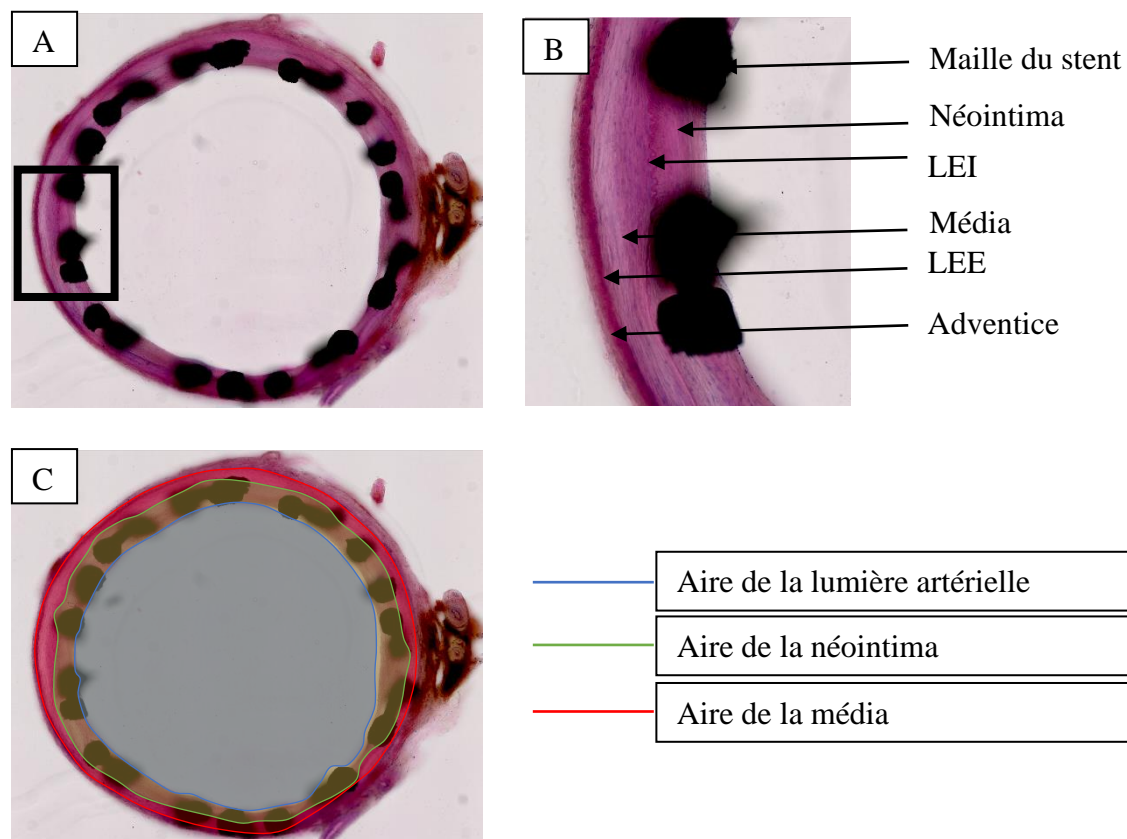 A
B
Maille du stent
Néointima
LEI
Média
LEE
Adventice
C
Aire de la lumière artérielle
Aire de la néointima
Aire de la média